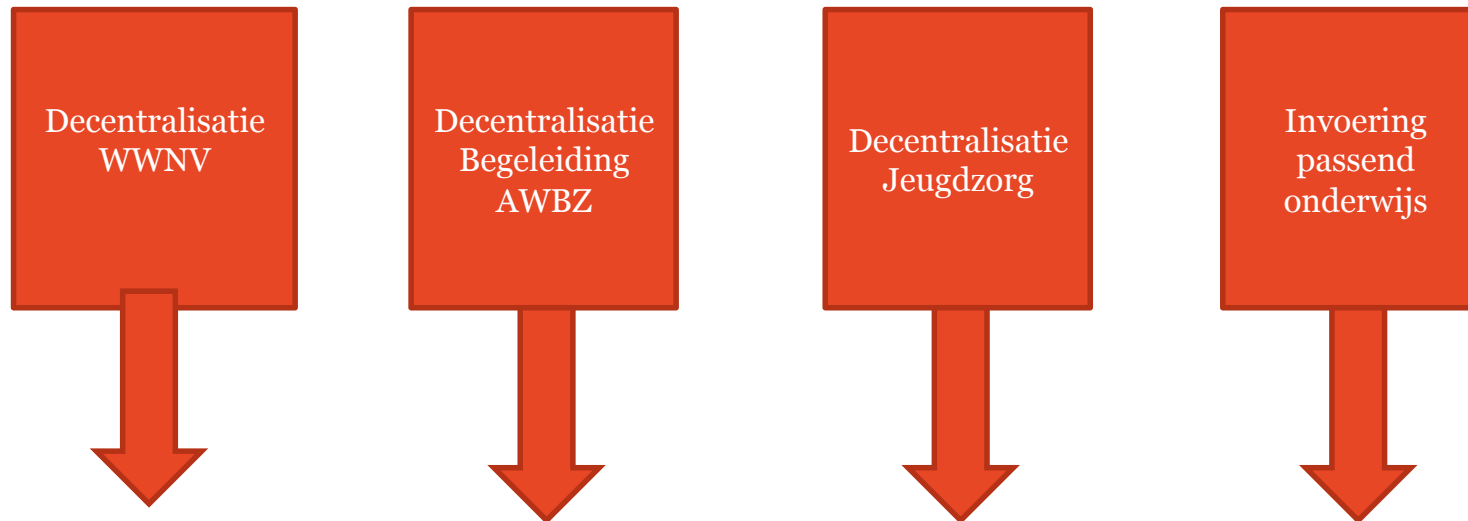 Decentralisatie
WWNV
Decentralisatie
Begeleiding
AWBZ
Decentralisatie
Jeugdzorg
Invoering
passend
onderwijs